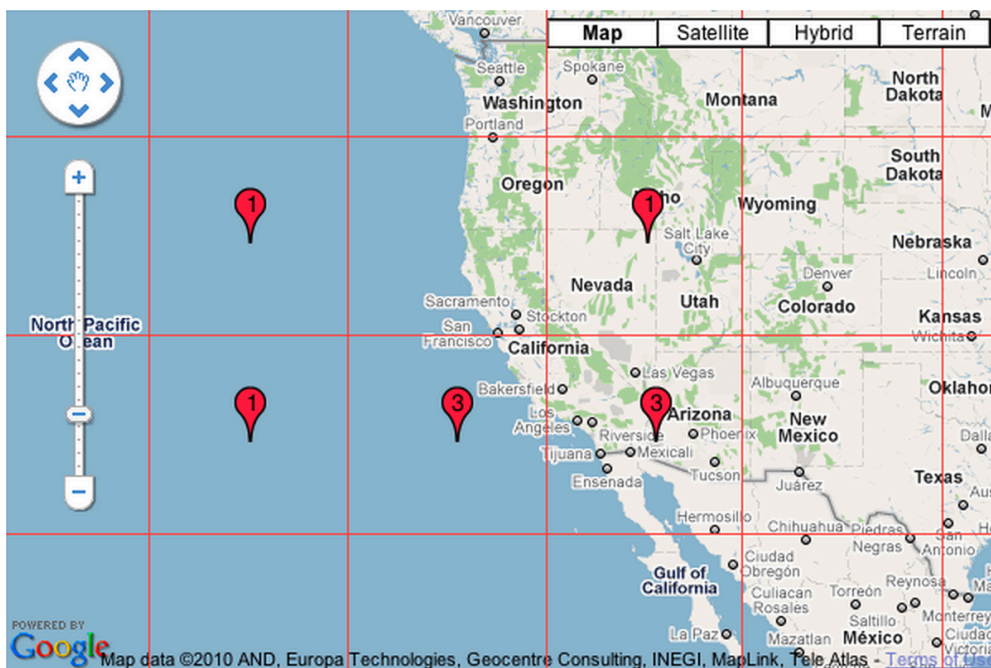 Vancouver
Map Satellite Hybrid Terrain
Seattle
Spokane
Washington
Montana
North
Dakota
Portland
Oregon
South
Dakota
Wyoming
1
1
Salt Lake
City
Nebraska
Lincoln
Nevada
Utah
Denver
Colorado
Sacramento
Stockton
San
Francisco
North Pacific
California
Kansas
Wichita
Las Vegas
Bakersfield
Albuquerque
1
3
3
Los
Angeles
Arizona
New
Mexico
Riverside
Phoenix
Tijuana
Mexicali
Ensenada
Tucson
Juárez
Texas
Hermosillo
Chihuahua
Piedras
Negras
San
Antonio
Gulf of
California
Ciudad
Obregón
Culiacan
Rosales
Torreón
Reynosa
Saltillo
Monterrey
La Paz
Mazatlan
México
Ciudad
Victoria
POWERED BY
Google
Map data ©2010 AND, Europa Technologies, Geocentre Consulting, INEGI, MapLink, Tele Atlas - Terms of Use